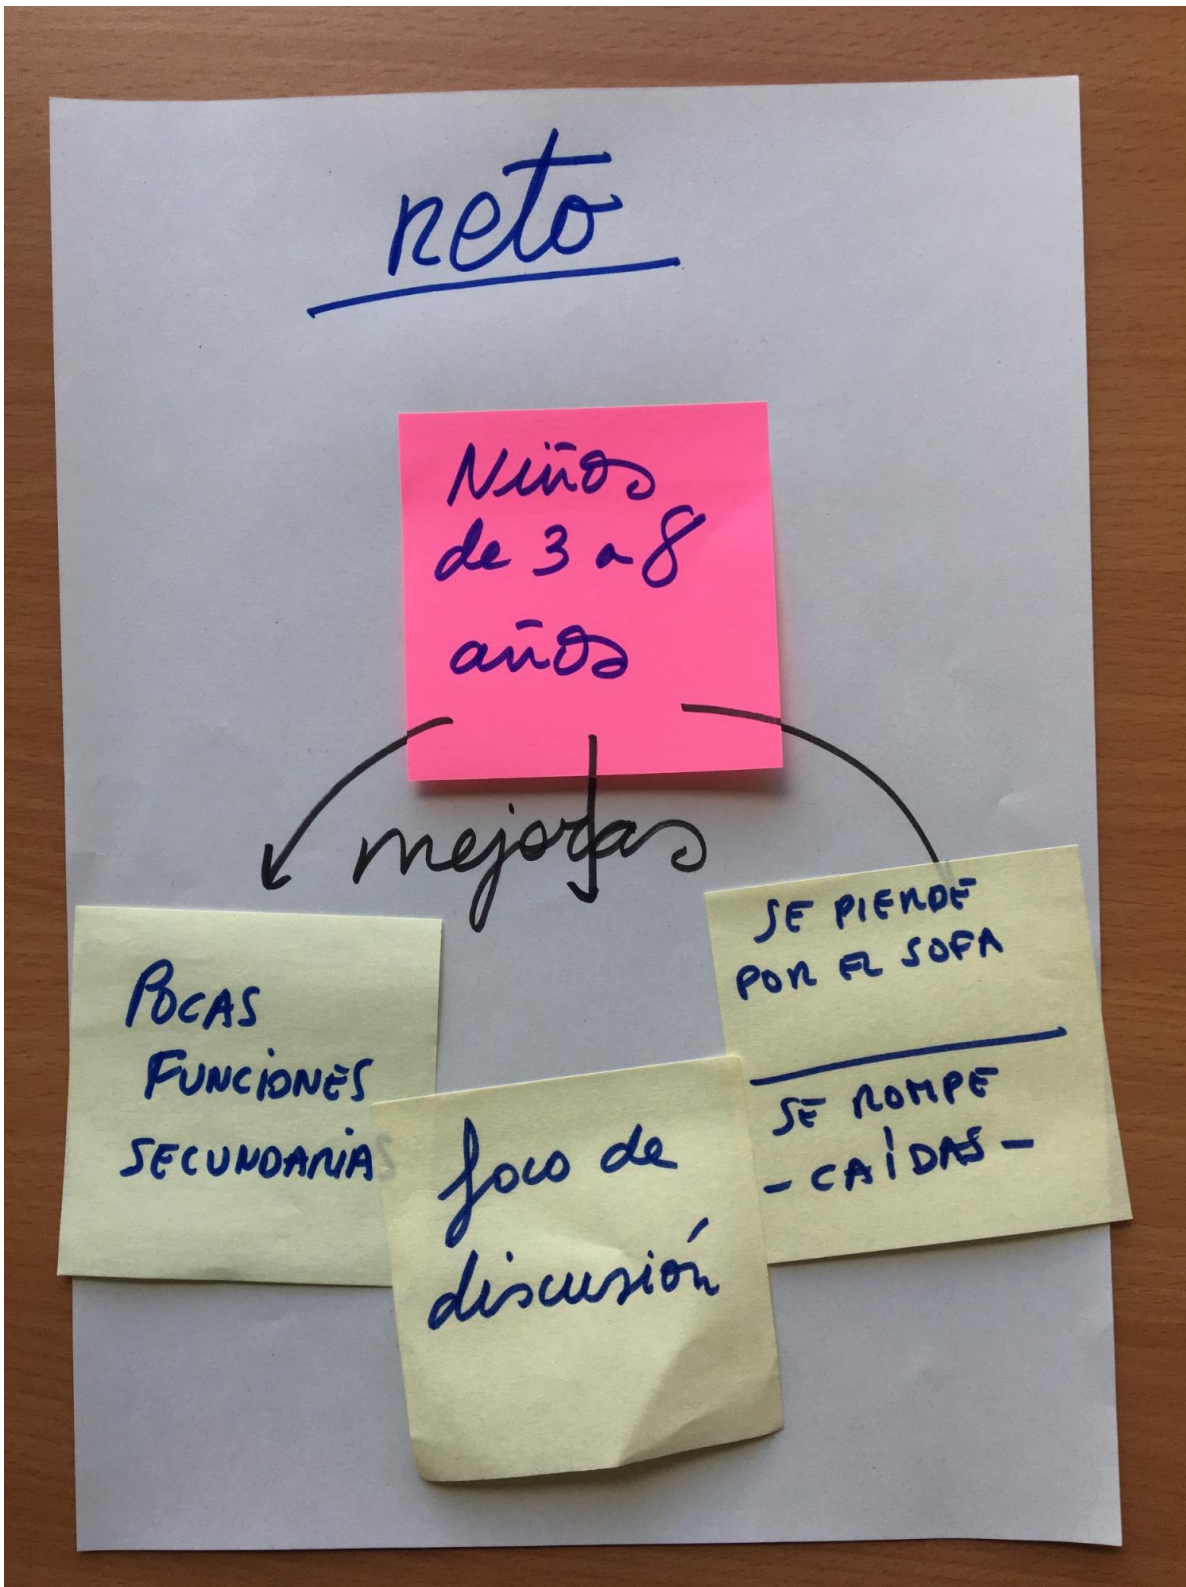 reto
Niños
de 3 a 8
años
mejoras
POCAS
FUNCIONES
SECUNDARIAS
foco de
discusión
SE PIERDE
POR EL SOFA
SE ROMPE
- CAÍDAS -